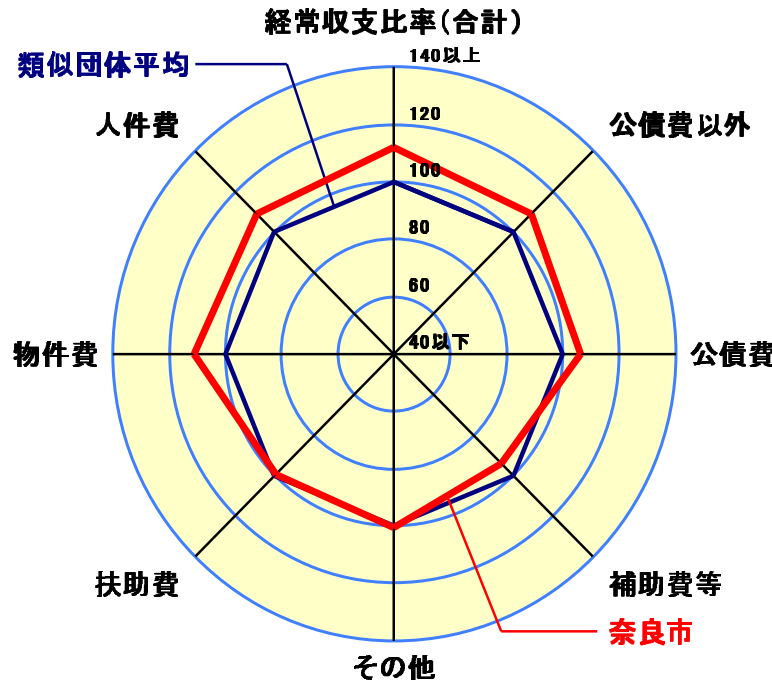 経常収支比率(合計)
類似団体平均
140以上
人件費
120
公債費以外
100
80
60
40以下
物件費
公債費
扶助費
補助費等
奈良市
その他